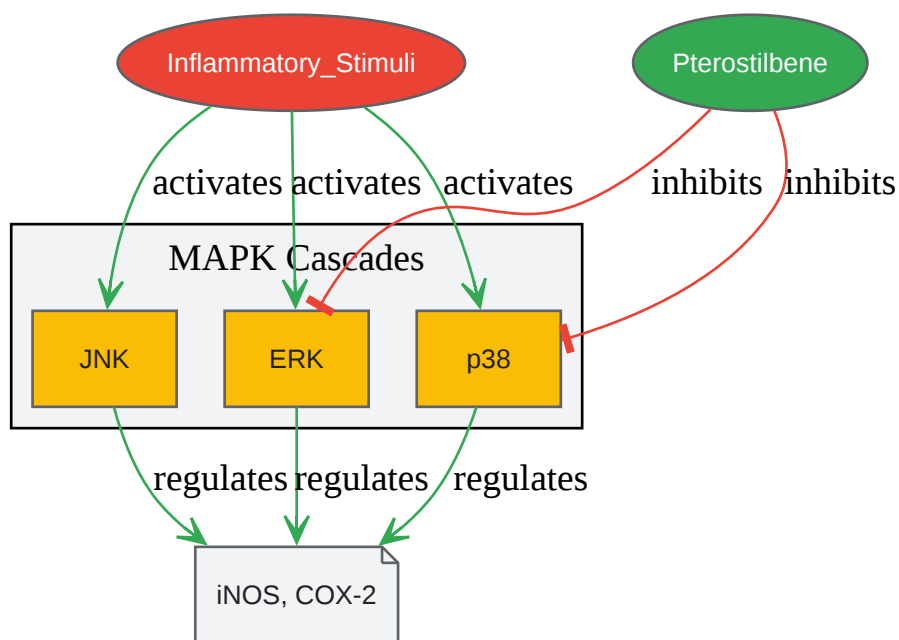 Inflammatory_Stimuli
Pterostilbene
activates
activates
activates
inhibits
inhibits
MAPK Cascades
JNK
ERK
p38
regulates
regulates
regulates
iNOS, COX-2